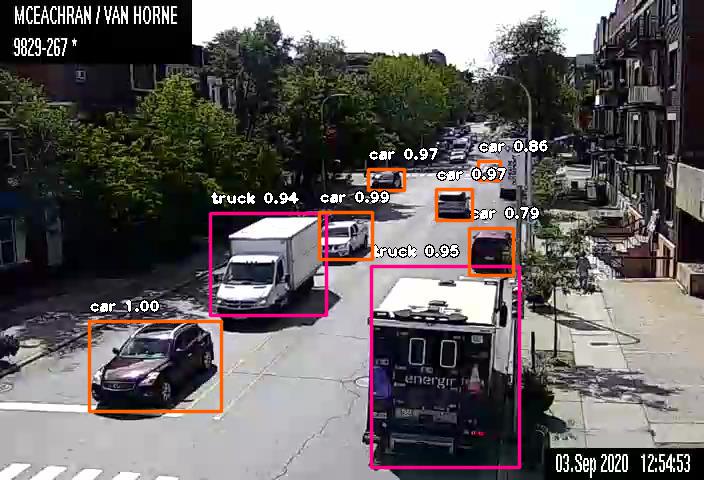 MCEACHRAN / VAN HORNE
9829-267 *
car 0.86
car 0.97
car 0.97
truck 0.94
car 0.99
car 0.79
truck 0.95
car 1.00
energir
03.Sep 2020 12:54:53